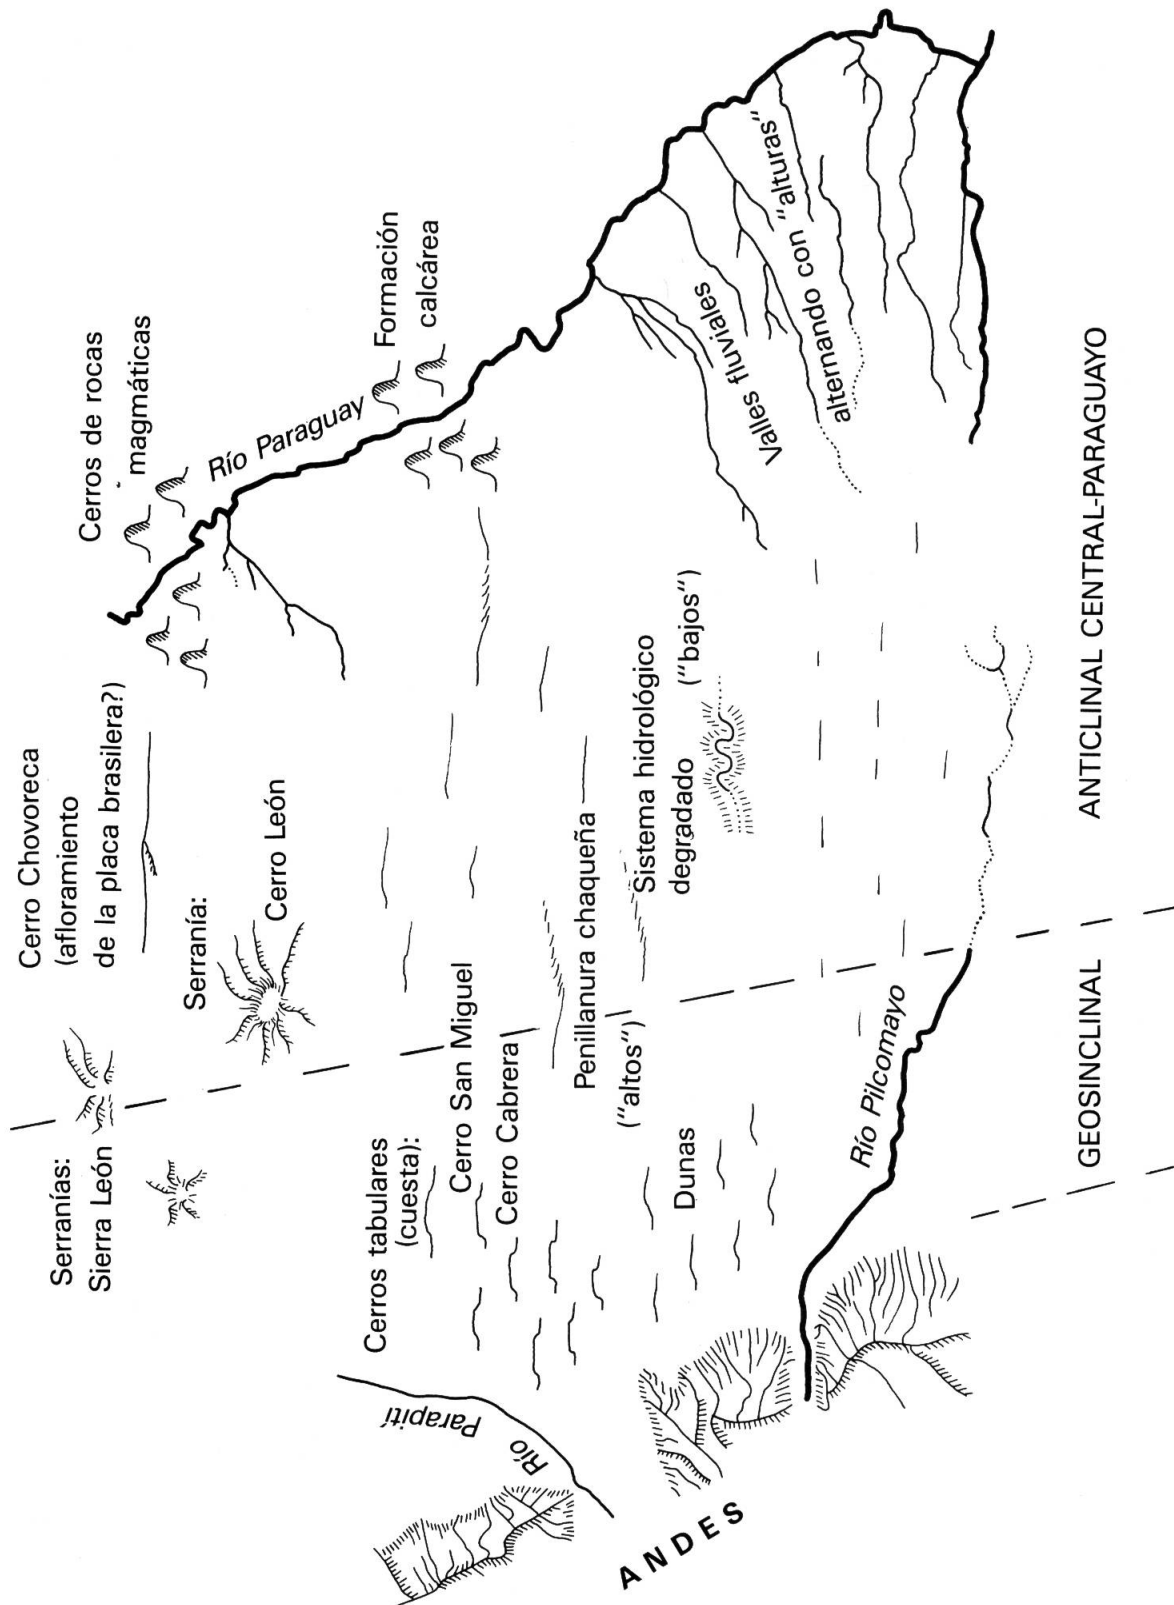 Serranías:
Sierra León
Cerro Chovoreca
(afloramiento
de la placa brasilera?)
Cerros de rocas
magmáticas
Serranía:
Cerro León
Río Paraguay
Formación
calcárea
Cerros tabulares
(cuesta):
Cerro San Miguel
Cerro Cabrera
Río
Parapití
Penillanura chaqueña
("altos")
Sistema hidrológico
degradado ("bajos")
Dunas
Valles fluviales
alternando con "alturas"
ANDES
Río Pilcomayo
GEOSINCLINAL
ANTICLINAL CENTRAL-PARAGUAYO